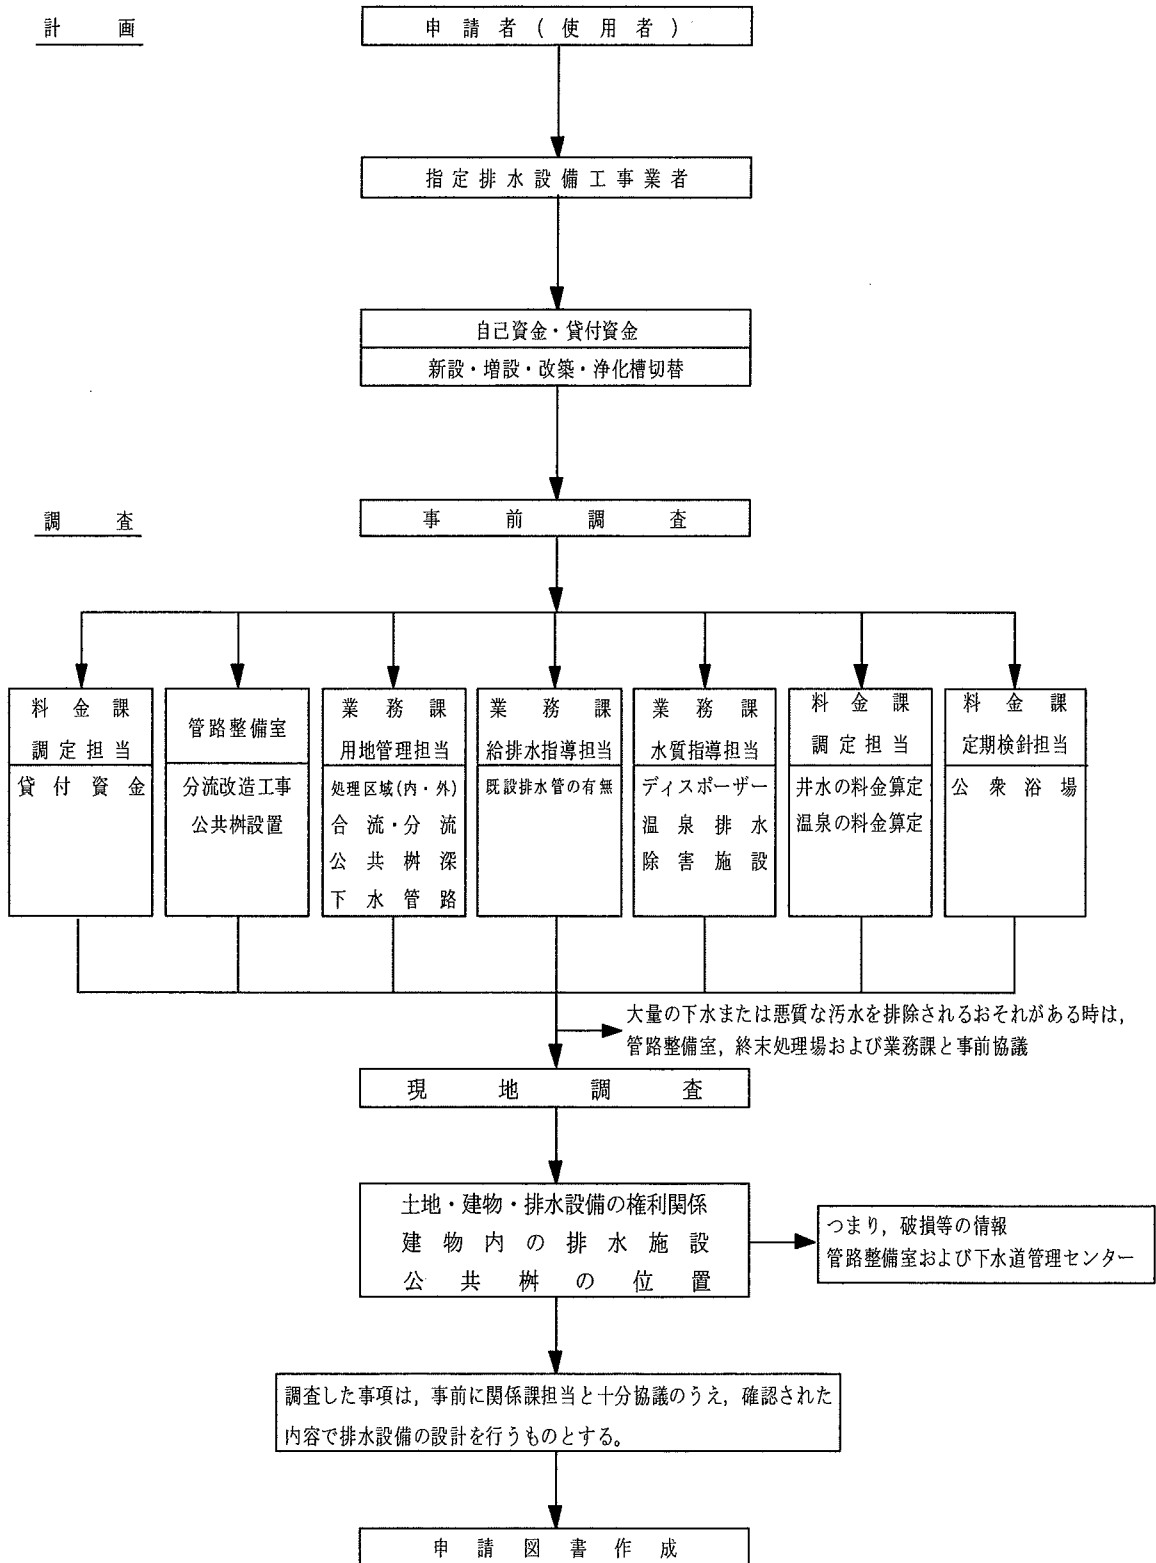 計画
申請者(使用者)
指定排水設備工事業者
自己資金・貸付資金
新設・増設・改築・浄化槽切替
調査
事前調査
料金課
調定担当
貸付資金
管路整備室
分流改造工事
公共桝設置
業務課
用地管理担当
処理区域(内・外)
合流・分流
公共桝深
下水管路
業務課
給排水指導担当
既設排水管の有無
業務課
水質指導担当
ディスポーザー
温泉排水
除害施設
料金課
調定担当
井水の料金算定
温泉の料金算定
料金課
定期検針担当
公衆浴場
大量の下水または悪質な汚水を排除されるおそれがある時は,
管路整備室,終末処理場および業務課と事前協議
現地調査
土地・建物・排水設備の権利関係
建物内の排水施設
公共桝の位置
つまり,破損等の情報
管路整備室および下水道管理センター
調査した事項は,事前に関係課担当と十分協議のうえ,確認された
内容で排水設備の設計を行うものとする。
申請図書作成